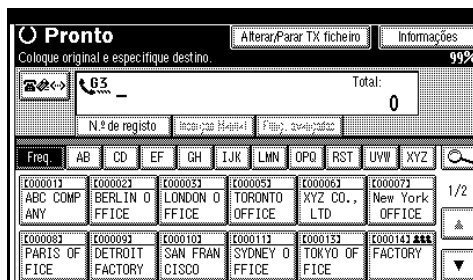 Pronto
Alterar/Parar TX ficheiro
Informações
Coloque original e especifique destino.
99%
G3
Total:
0
N.º de registo
Freq.
AB
CD
EF
GH
IJK
LMN
OPQ
RST
UVW
XYZ
[00001]
ABC COMP
ANY
[00002]
BERLIN O
FFICE
[00003]
LONDON O
FFICE
[00005]
TORONTO
OFFICE
[00006]
XYZ CO.,
LTD
[00007]
New York
OFFICE
1/2
[00008]
PARIS OF
FICE
[00009]
DETROIT
FACTORY
[00010]
SAN FRAN
CISCO
[00011]
SYDNEY O
FFICE
[00013]
TOKYO OF
FICE
[00014]
FACTORY